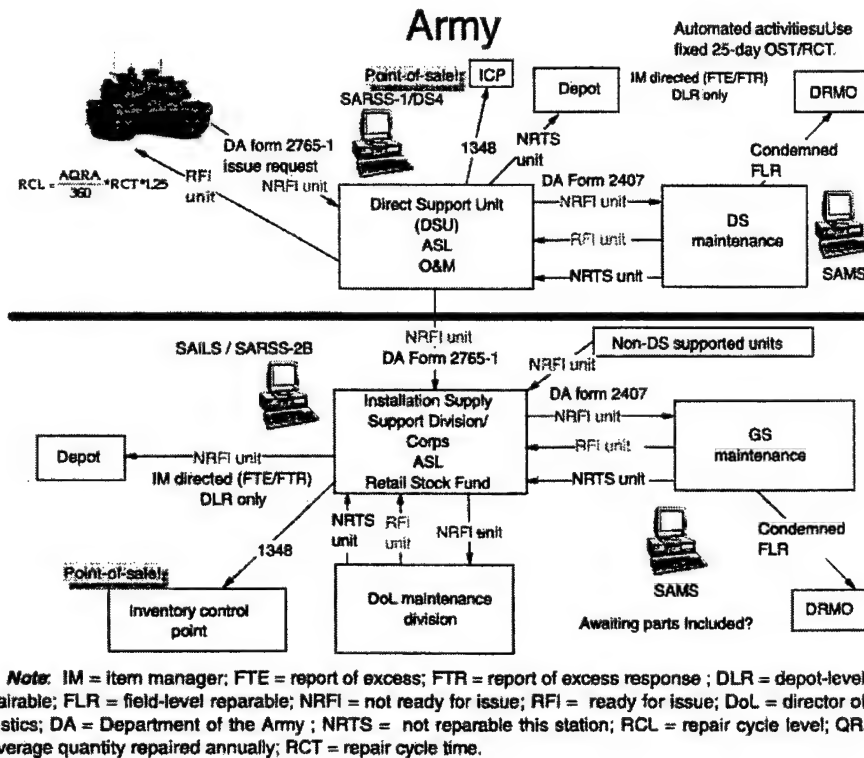 Army
Automated activitiesuUse
fixed 25-day OST/RCT.
Point-of-sale!s
ICP
SARSS-1/DS4
Depot
IM directed (FTE/FTR)
DLR only
DRMO
DA form 2765-1
issue request
NRFI unit
1348
NRTS
unit
Condemned
FLR
RCL = AQRA/360 *RCT*1.25
RFI
unit
Direct Support Unit
(DSU)
ASL
O&M
DA Form 2407
NRFI unit
RFI unit
NRTS unit
DS
maintenance
SAMS
NRFI unit
DA Form 2765-1
SAILS / SARSS-2B
Non-DS supported units
NRFI unit
Installation Supply
Support Division/
Corps
ASL
Retail Stock Fund
DA form 2407
NRFI unit
RFI unit
NRTS unit
GS
maintenance
Depot
NRFI unit
IM directed (FTE/FTR)
DLR only
NRTS
unit
RFI
unit
NRFI unit
1348
Condemned
FLR
SAMS
Point-of-sale!s
Inventory control
point
DoL maintenance
division
Awaiting parts Included?
DRMO
Note: IM = item manager; FTE = report of excess; FTR = report of excess response ; DLR = depot-level
airable; FLR = field-level reparable; NRFI = not ready for issue; RFI = ready for issue; DoL = director of
istics; DA = Department of the Army ; NRTS = not reparable this station; RCL = repair cycle level; QR
verage quantity repaired annually; RCT = repair cycle time.